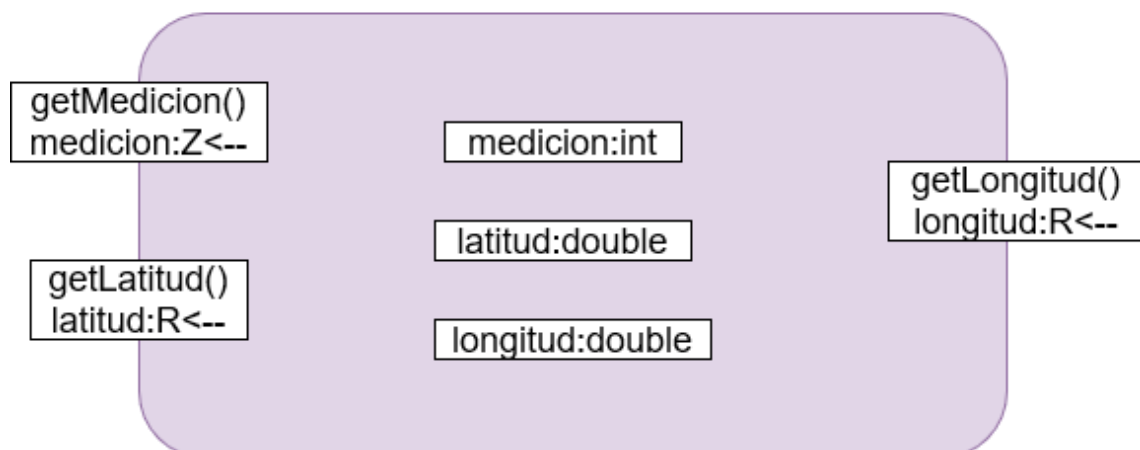 getMedicion()
medicion:Z<--
medicion:int
getLongitud()
longitud:R<--
latitud:double
getLatitud()
latitud:R<--
longitud:double